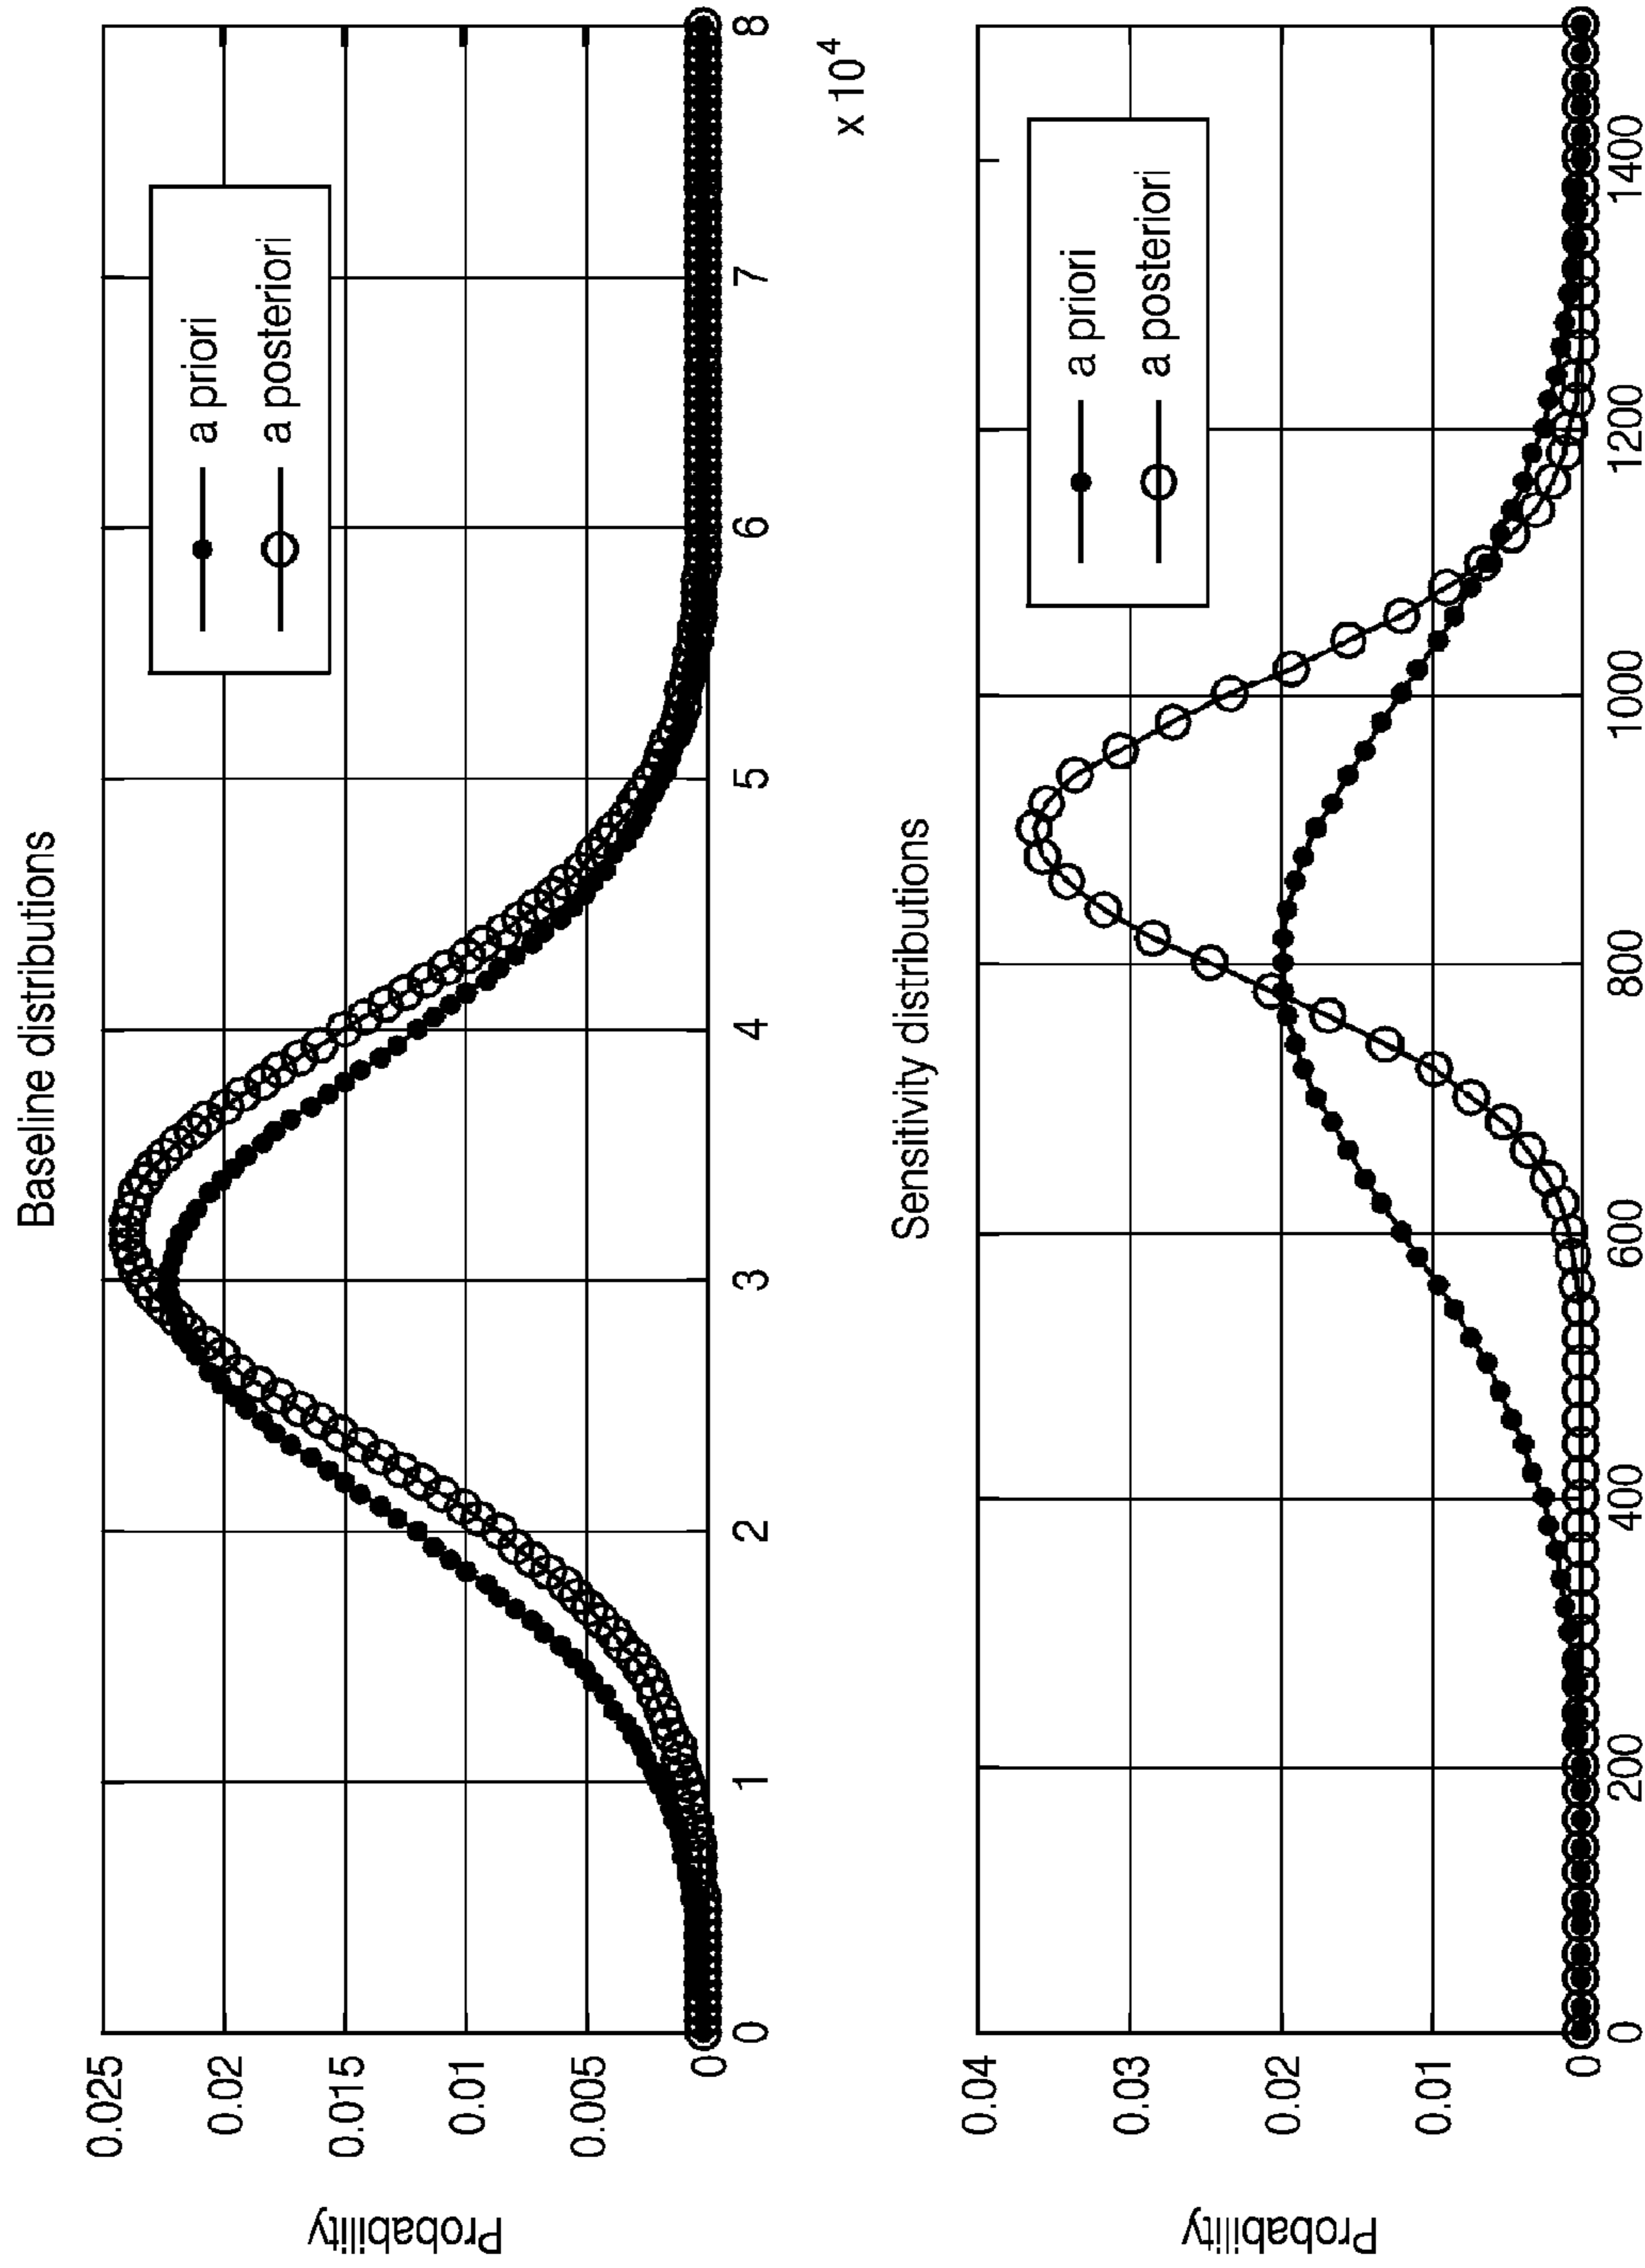 Baseline distributions
Probability
0.025
0.02
0.015
0.01
0.005
0
0 1 2 3 4 5 6 7 8
x 10⁴
a priori
a posteriori
Sensitivity distributions
Probability
0.04
0.03
0.02
0.01
0
0 200 400 600 800 1000 1200 1400
a priori
a posteriori